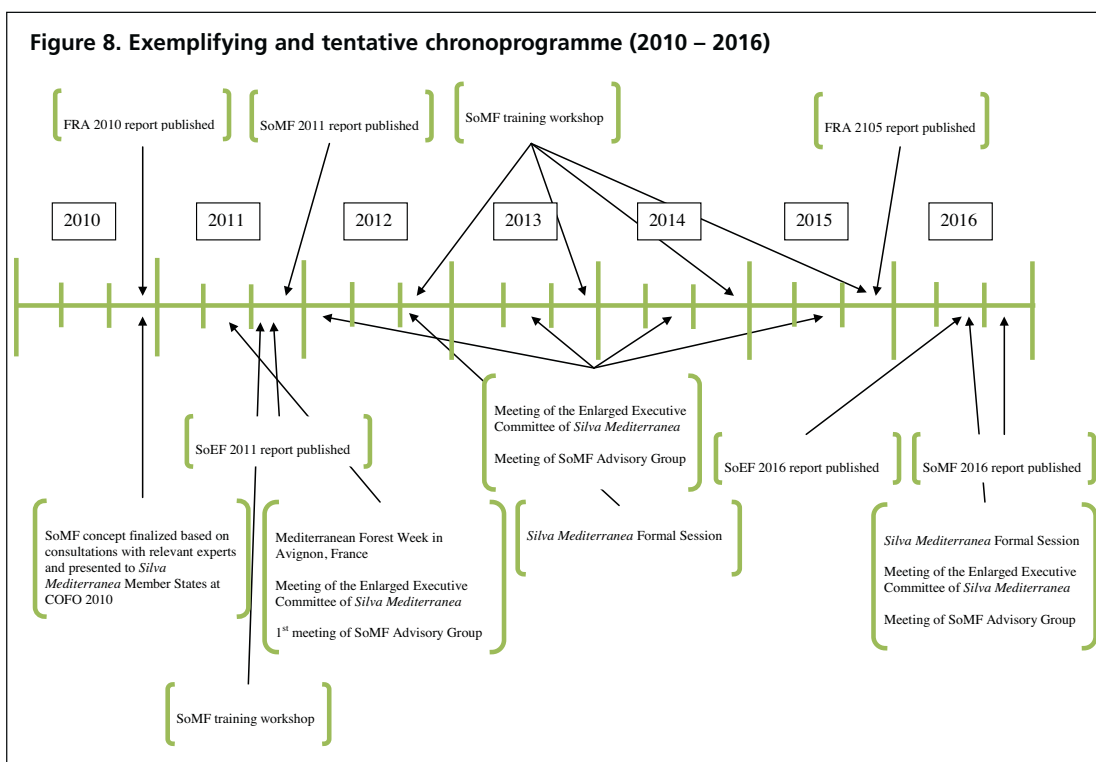 Figure 8. Exemplifying and tentative chronoprogramme (2010 – 2016)
FRA 2010 report published
SoMF 2011 report published
SoMF training workshop
FRA 2105 report published
2010
2011
2012
2013
2014
2015
2016
SoEF 2011 report published
Meeting of the Enlarged Executive
Committee of Silva Mediterranea
Meeting of SoMF Advisory Group
SoEF 2016 report published
SoMF 2016 report published
SoMF concept finalized based on
consultations with relevant experts
and presented to Silva
Mediterranea Member States at
COFO 2010
Mediterranean Forest Week in
Avignon, France
Meeting of the Enlarged Executive
Committee of Silva Mediterranea
1st meeting of SoMF Advisory Group
Silva Mediterranea Formal Session
Silva Mediterranea Formal Session
Meeting of the Enlarged Executive
Committee of Silva Mediterranea
Meeting of SoMF Advisory Group
SoMF training workshop